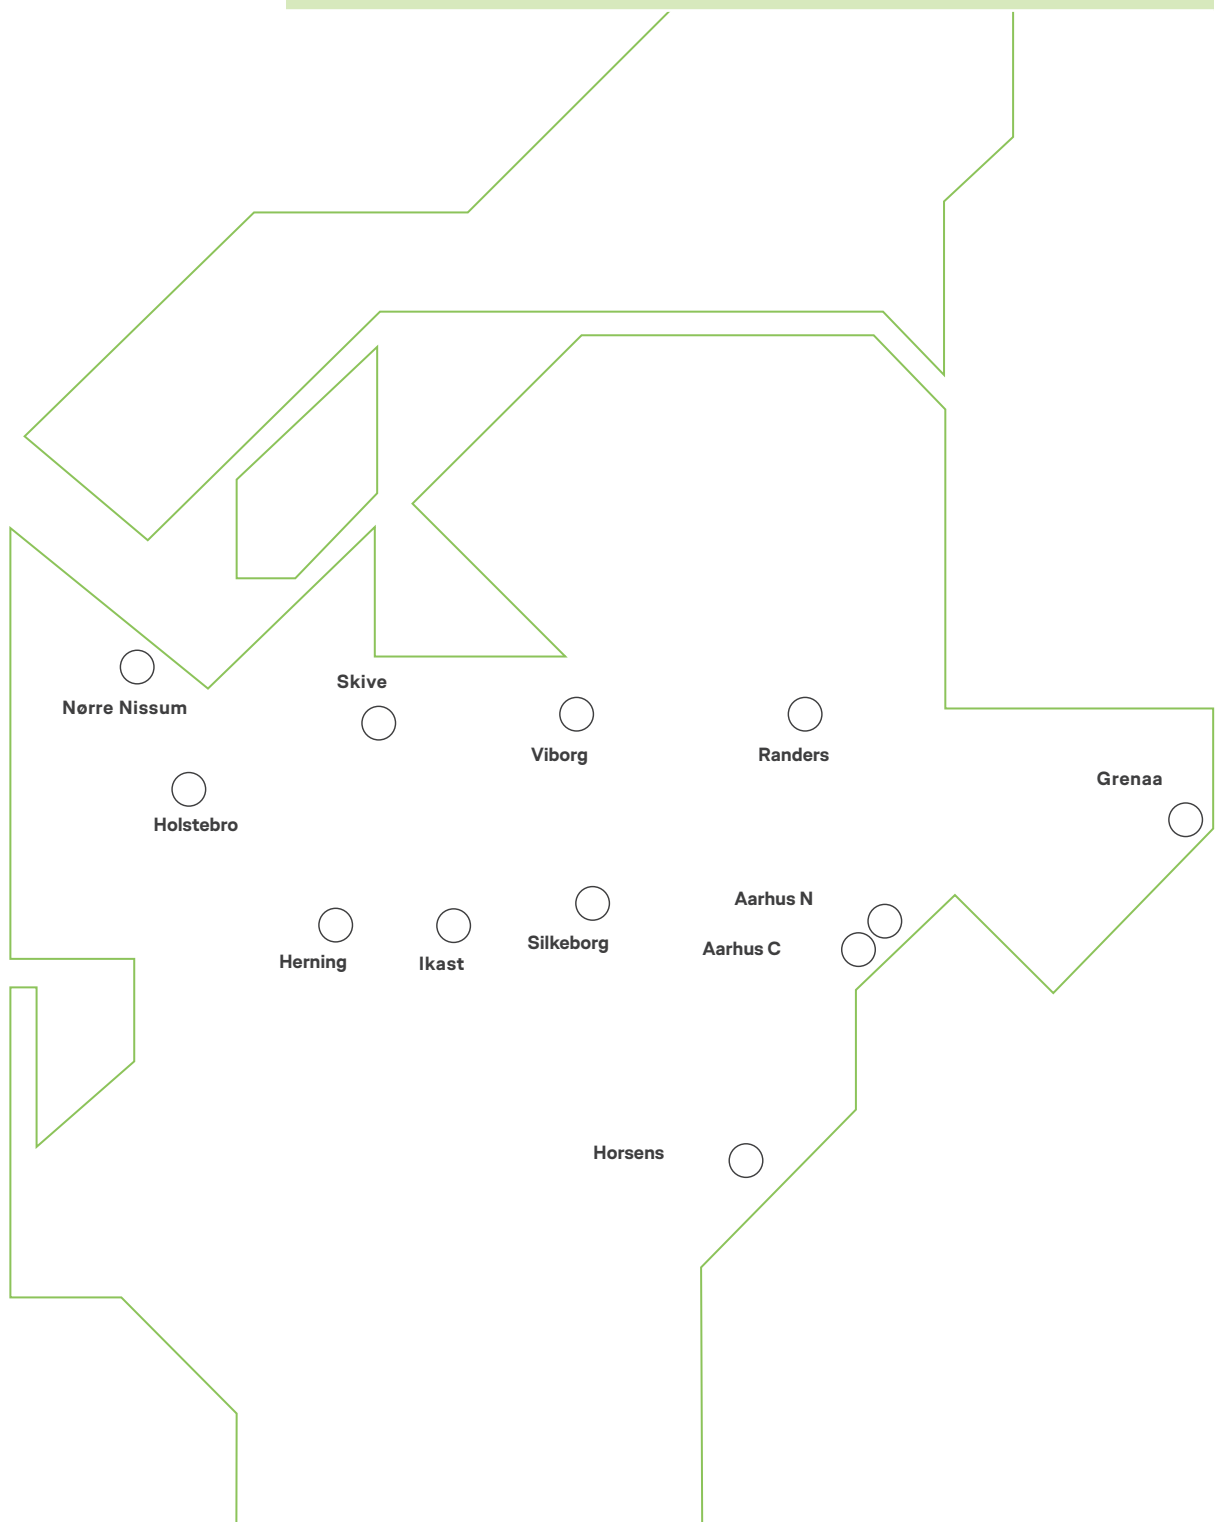 Skive
Nørre Nissum
Viborg
Randers
Grenaa
Holstebro
Aarhus N
Silkeborg
Aarhus C
Herning
Ikast
Horsens